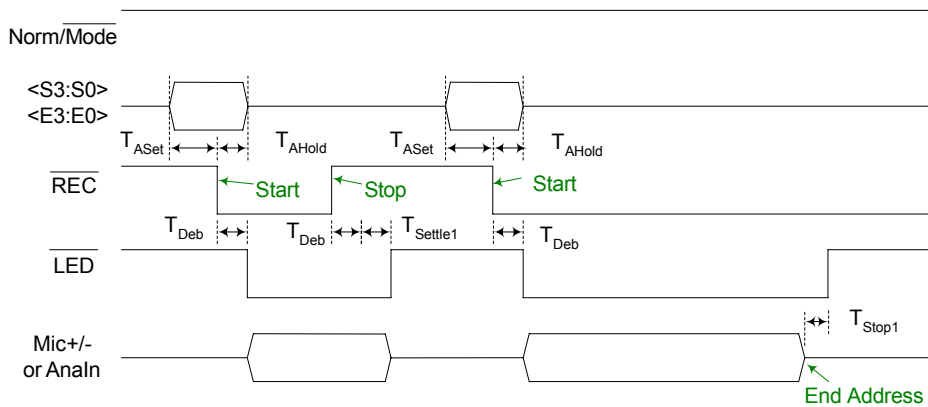 Norm/Mode
<S3:S0>
<E3:E0>
TASet
TAHold
TASet
TAHold
REC
Start
Stop
Start
TDeb
TDeb
TSettle1
TDeb
LED
TStop1
Mic+/-
or AnaIn
End Address